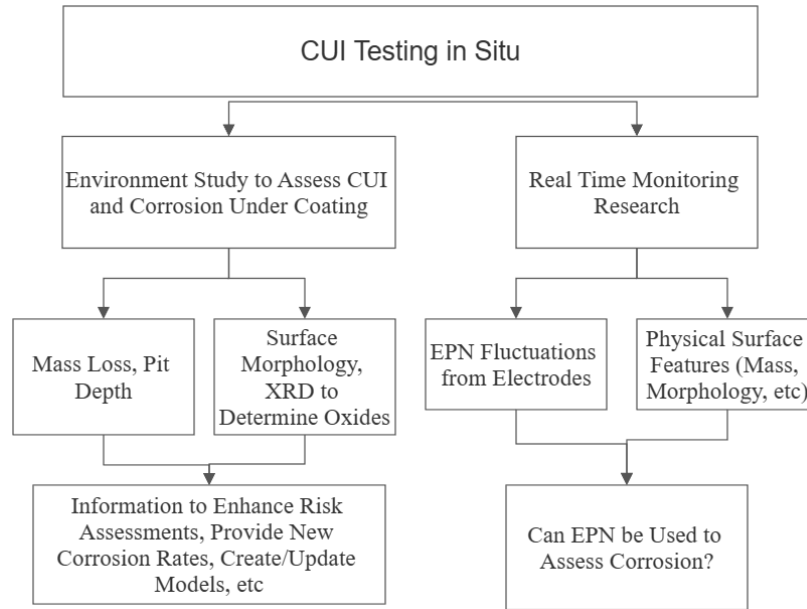 CUI Testing in Situ
Environment Study to Assess CUI
and Corrosion Under Coating
Real Time Monitoring
Research
Mass Loss, Pit
Depth
Surface
Morphology,
XRD to
Determine Oxides
EPN Fluctuations
from Electrodes
Physical Surface
Features (Mass,
Morphology, etc)
Information to Enhance Risk
Assessments, Provide New
Corrosion Rates, Create/Update
Models, etc
Can EPN be Used to
Assess Corrosion?